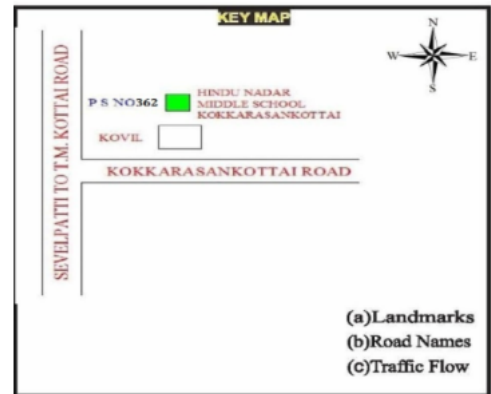 KEY MAP
N
W E
S
P S NO362
HINDU NADAR
MIDDLE SCHOOL
KOKKARASANKOTTAI
KOVIL
KOKKARASANKOTTAI ROAD
SEVELPATTI TO T.M. KOTTAI ROAD
(a)Landmarks
(b)Road Names
(c)Traffic Flow